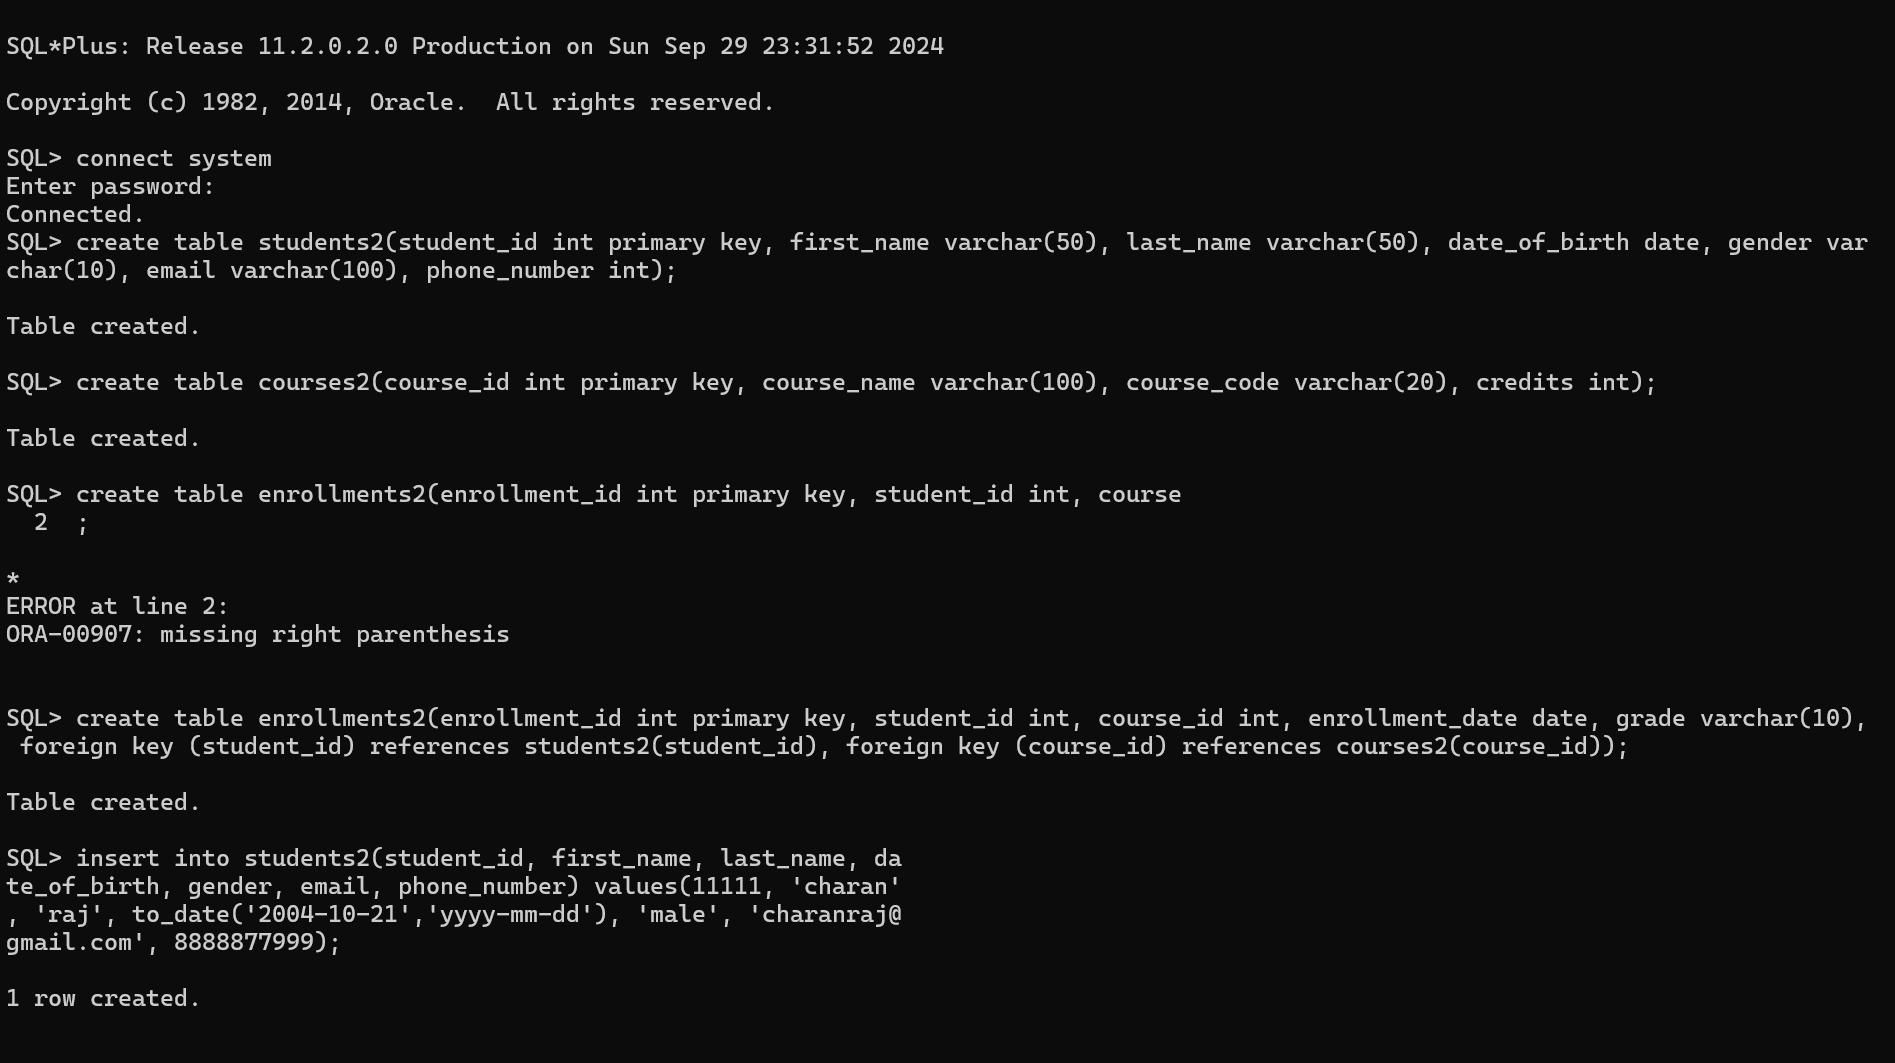 SQL*Plus: Release 11.2.0.2.0 Production on Sun Sep 29 23:31:52 2024
Copyright (c) 1982, 2014, Oracle.  All rights reserved.
SQL> connect system
Enter password:
Connected.
SQL> create table students2(student_id int primary key, first_name varchar(50), last_name varchar(50), date_of_birth date, gender var
char(10), email varchar(100), phone_number int);
Table created.
SQL> create table courses2(course_id int primary key, course_name varchar(100), course_code varchar(20), credits int);
Table created.
SQL> create table enrollments2(enrollment_id int primary key, student_id int, course
  2  ;
*
ERROR at line 2:
ORA-00907: missing right parenthesis
SQL> create table enrollments2(enrollment_id int primary key, student_id int, course_id int, enrollment_date date, grade varchar(10),
 foreign key (student_id) references students2(student_id), foreign key (course_id) references courses2(course_id));
Table created.
SQL> insert into students2(student_id, first_name, last_name, da
te_of_birth, gender, email, phone_number) values(11111, 'charan'
, 'raj', to_date('2004-10-21','yyyy-mm-dd'), 'male', 'charanraj@
gmail.com', 8888877999);
1 row created.